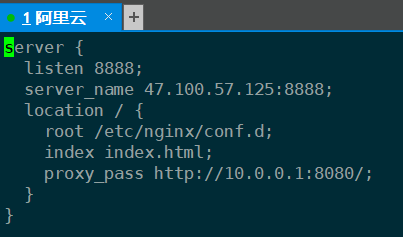 1 阿里云 × +
server {
  listen 8888;
  server_name 47.100.57.125:8888;
  location / {
    root /etc/nginx/conf.d;
    index index.html;
    proxy_pass http://10.0.0.1:8080/;
  }
}